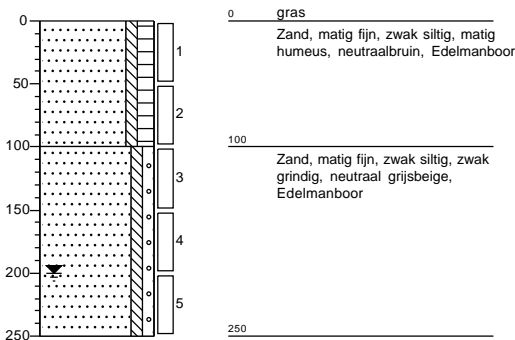 0
50
100
150
200
250
1
2
3
4
5
0 gras
Zand, matig fijn, zwak siltig, matig
humeus, neutraalbruin, Edelmanboor
100
Zand, matig fijn, zwak siltig, zwak
grindig, neutraal grijsbeige,
Edelmanboor
250